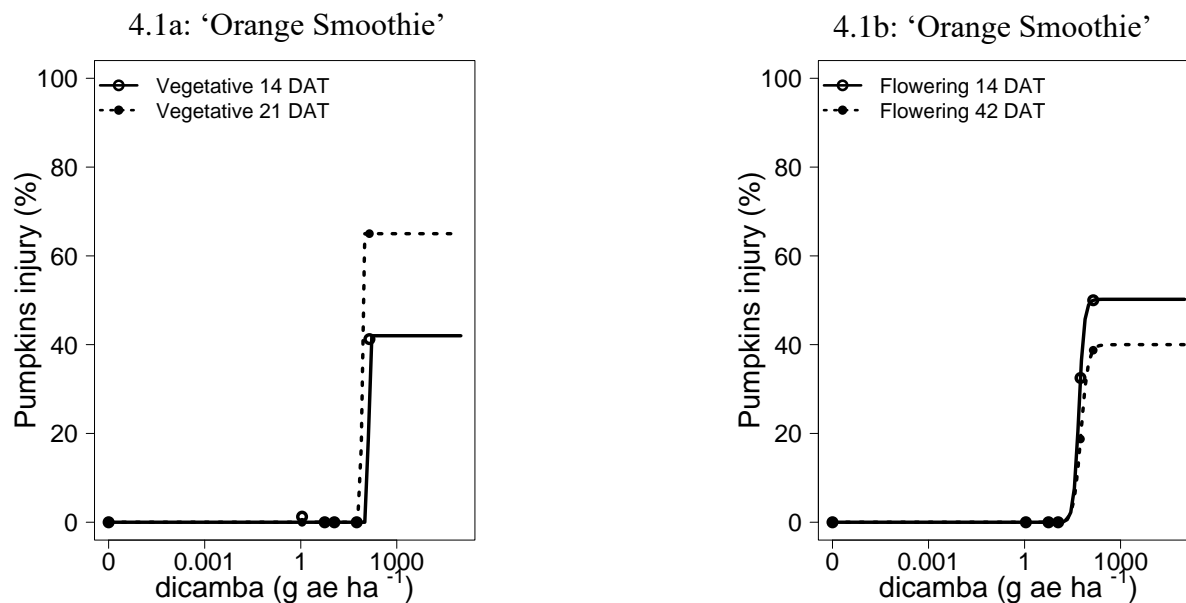 4.1a: ‘Orange Smoothie’
100
80
60
40
20
0
Pumpkins injury (%)
Vegetative 14 DAT
Vegetative 21 DAT
0
0.001
1
1000
dicamba (g ae ha ⁻¹)
4.1b: ‘Orange Smoothie’
100
80
60
40
20
0
Pumpkins injury (%)
Flowering 14 DAT
Flowering 42 DAT
0
0.001
1
1000
dicamba (g ae ha ⁻¹)